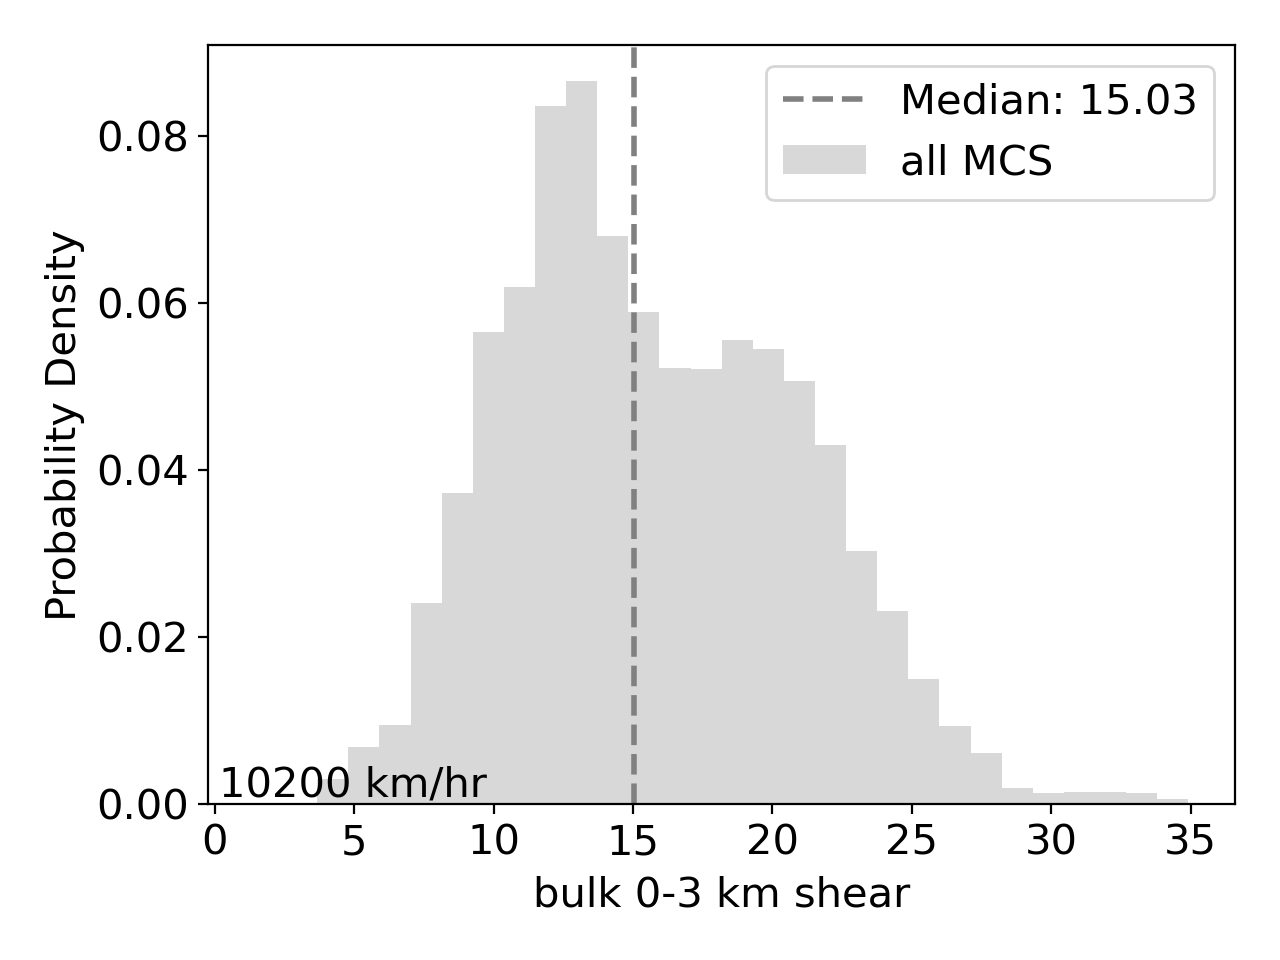 Median: 15.03
all MCS
Probability Density
0.08
0.06
0.04
0.02
0.00
10200 km/hr
0 5 10 15 20 25 30 35
bulk 0-3 km shear